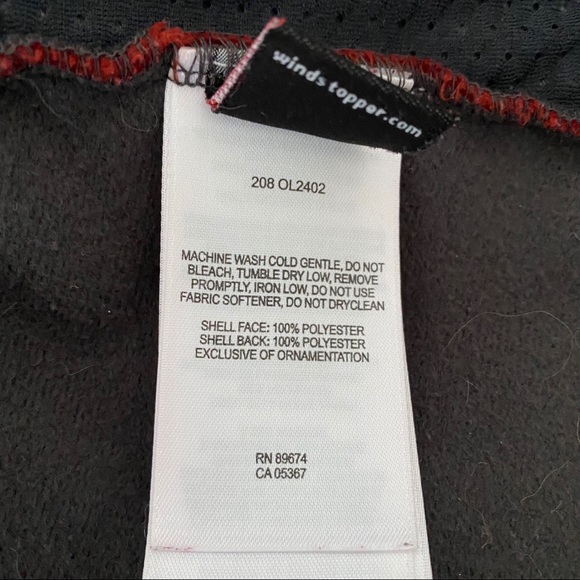 windstopper.com
208 OL2402
MACHINE WASH COLD GENTLE, DO NOT
BLEACH, TUMBLE DRY LOW, REMOVE
PROMPTLY, IRON LOW, DO NOT USE
FABRIC SOFTENER, DO NOT DRYCLEAN
SHELL FACE: 100% POLYESTER
SHELL BACK: 100% POLYESTER
EXCLUSIVE OF ORNAMENTATION
RN 89674
CA 05367